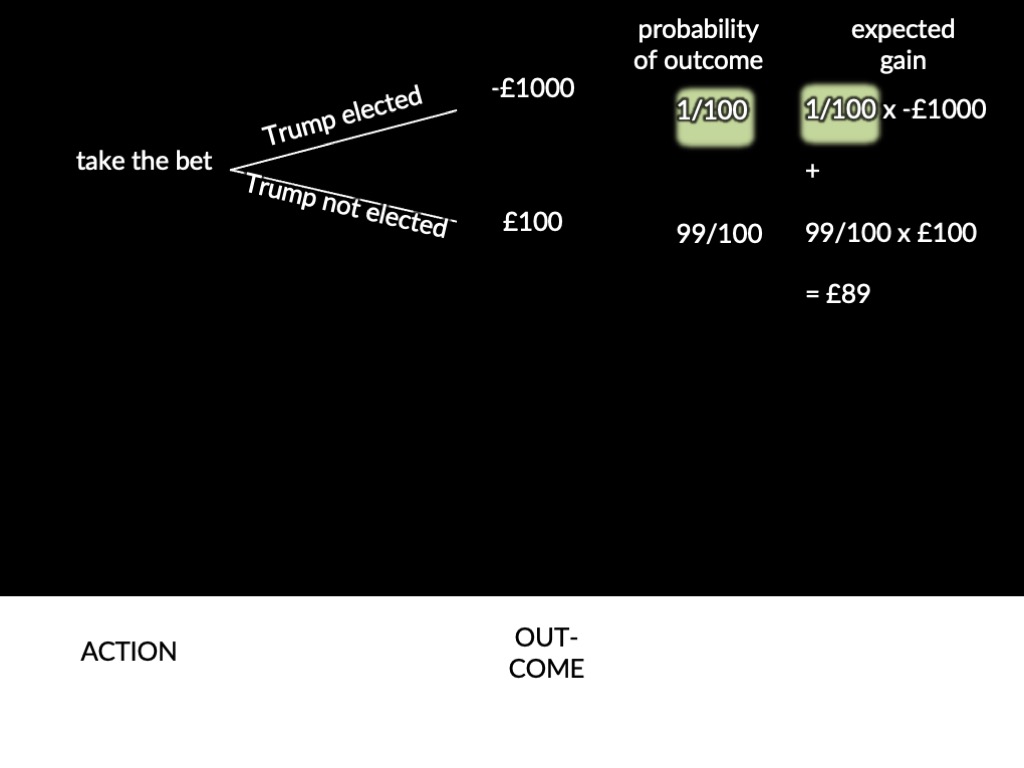 probability
of outcome
expected
gain
Trump elected
-£1000
1/100
1/100 x -£1000
take the bet
+
Trump not elected
£100
99/100
99/100 x £100
= £89
ACTION
OUT-
COME